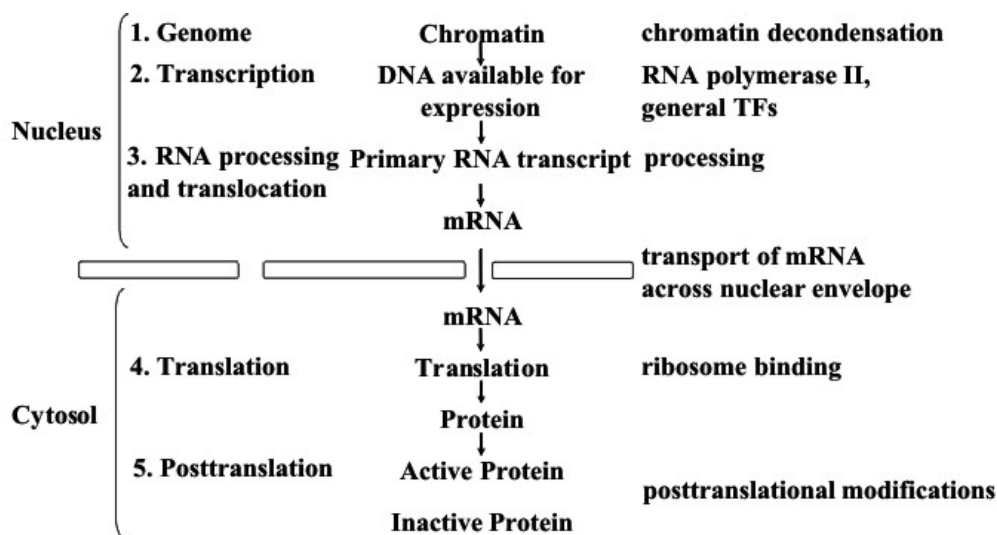 1. Genome Chromatin chromatin decondensation
2. Transcription DNA available for RNA polymerase II,
expression general TFs
Nucleus
3. RNA processing Primary RNA transcript processing
and translocation
mRNA
transport of mRNA
across nuclear envelope
mRNA
4. Translation Translation ribosome binding
Cytosol Protein
5. Posttranslation Active Protein
posttranslational modifications
Inactive Protein